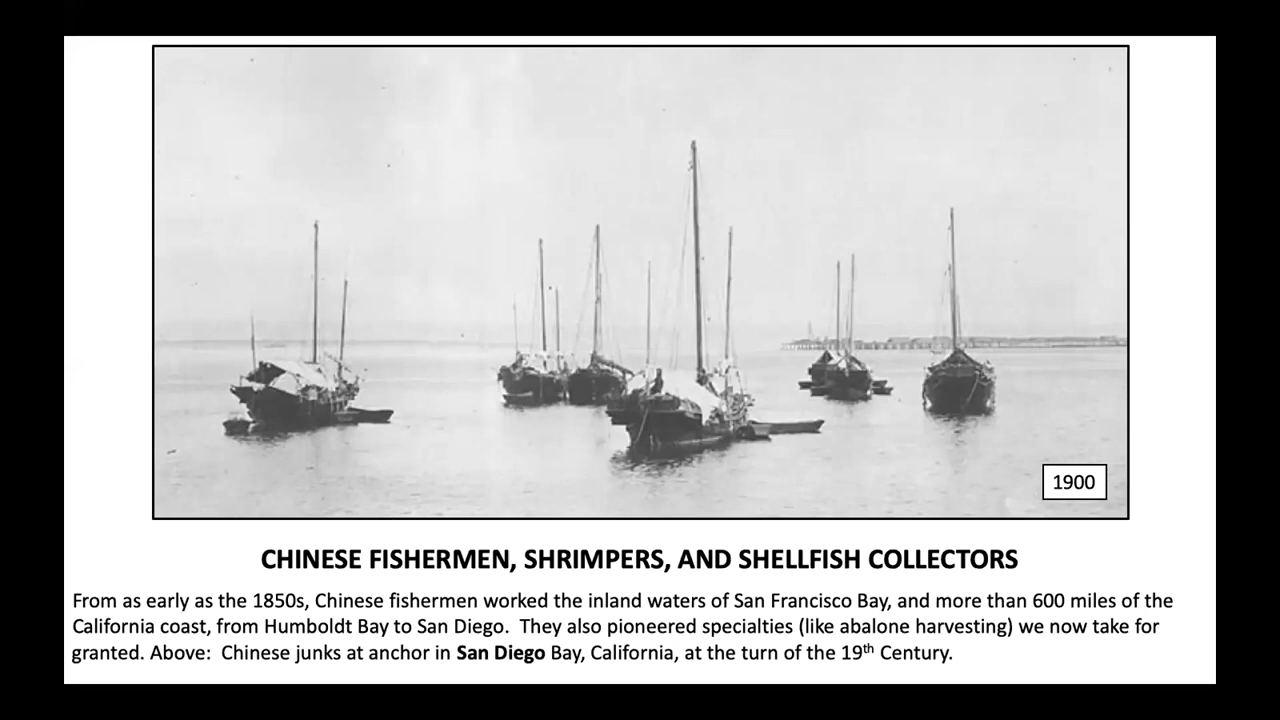 1900
CHINESE FISHERMEN, SHRIMPERS, AND SHELLFISH COLLECTORS
From as early as the 1850s, Chinese fishermen worked the inland waters of San Francisco Bay, and more than 600 miles of the
California coast, from Humboldt Bay to San Diego.  They also pioneered specialties (like abalone harvesting) we now take for
granted. Above:  Chinese junks at anchor in San Diego Bay, California, at the turn of the 19th Century.